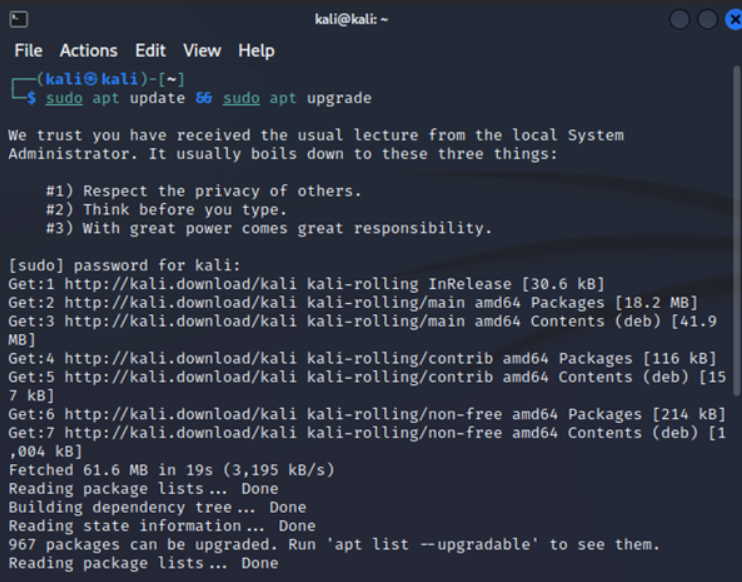 kali@kali: ~
File Actions Edit View Help
┌──(kali㉿kali)-[~]
└─$ sudo apt update && sudo apt upgrade
We trust you have received the usual lecture from the local System
Administrator. It usually boils down to these three things:
#1) Respect the privacy of others.
#2) Think before you type.
#3) With great power comes great responsibility.
[sudo] password for kali:
Get:1 http://kali.download/kali kali-rolling InRelease [30.6 kB]
Get:2 http://kali.download/kali kali-rolling/main amd64 Packages [18.2 MB]
Get:3 http://kali.download/kali kali-rolling/main amd64 Contents (deb) [41.9
MB]
Get:4 http://kali.download/kali kali-rolling/contrib amd64 Packages [116 kB]
Get:5 http://kali.download/kali kali-rolling/contrib amd64 Contents (deb) [15
7 kB]
Get:6 http://kali.download/kali kali-rolling/non-free amd64 Packages [214 kB]
Get:7 http://kali.download/kali kali-rolling/non-free amd64 Contents (deb) [1
,004 kB]
Fetched 61.6 MB in 19s (3,195 kB/s)
Reading package lists... Done
Building dependency tree... Done
Reading state information... Done
967 packages can be upgraded. Run 'apt list --upgradable' to see them.
Reading package lists... Done